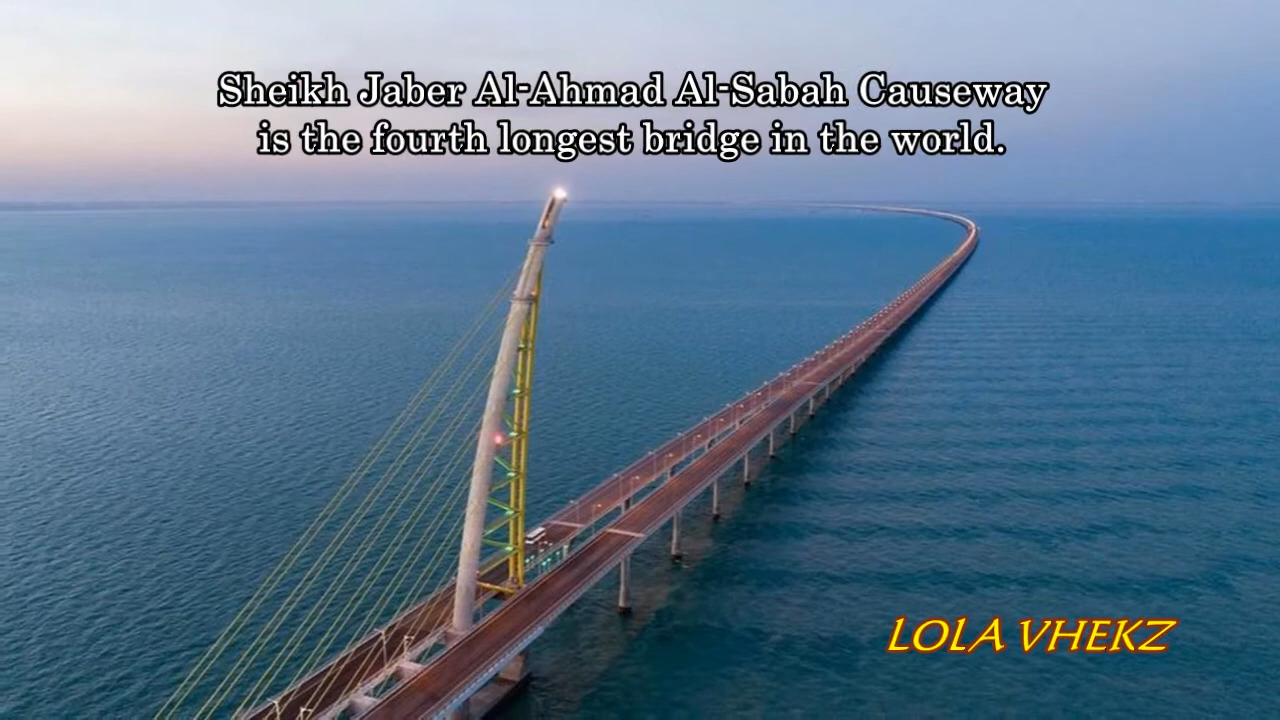 Sheikh Jaber Al-Ahmad Al-Sabah Causeway
is the fourth longest bridge in the world.
LOLA VHEKZ